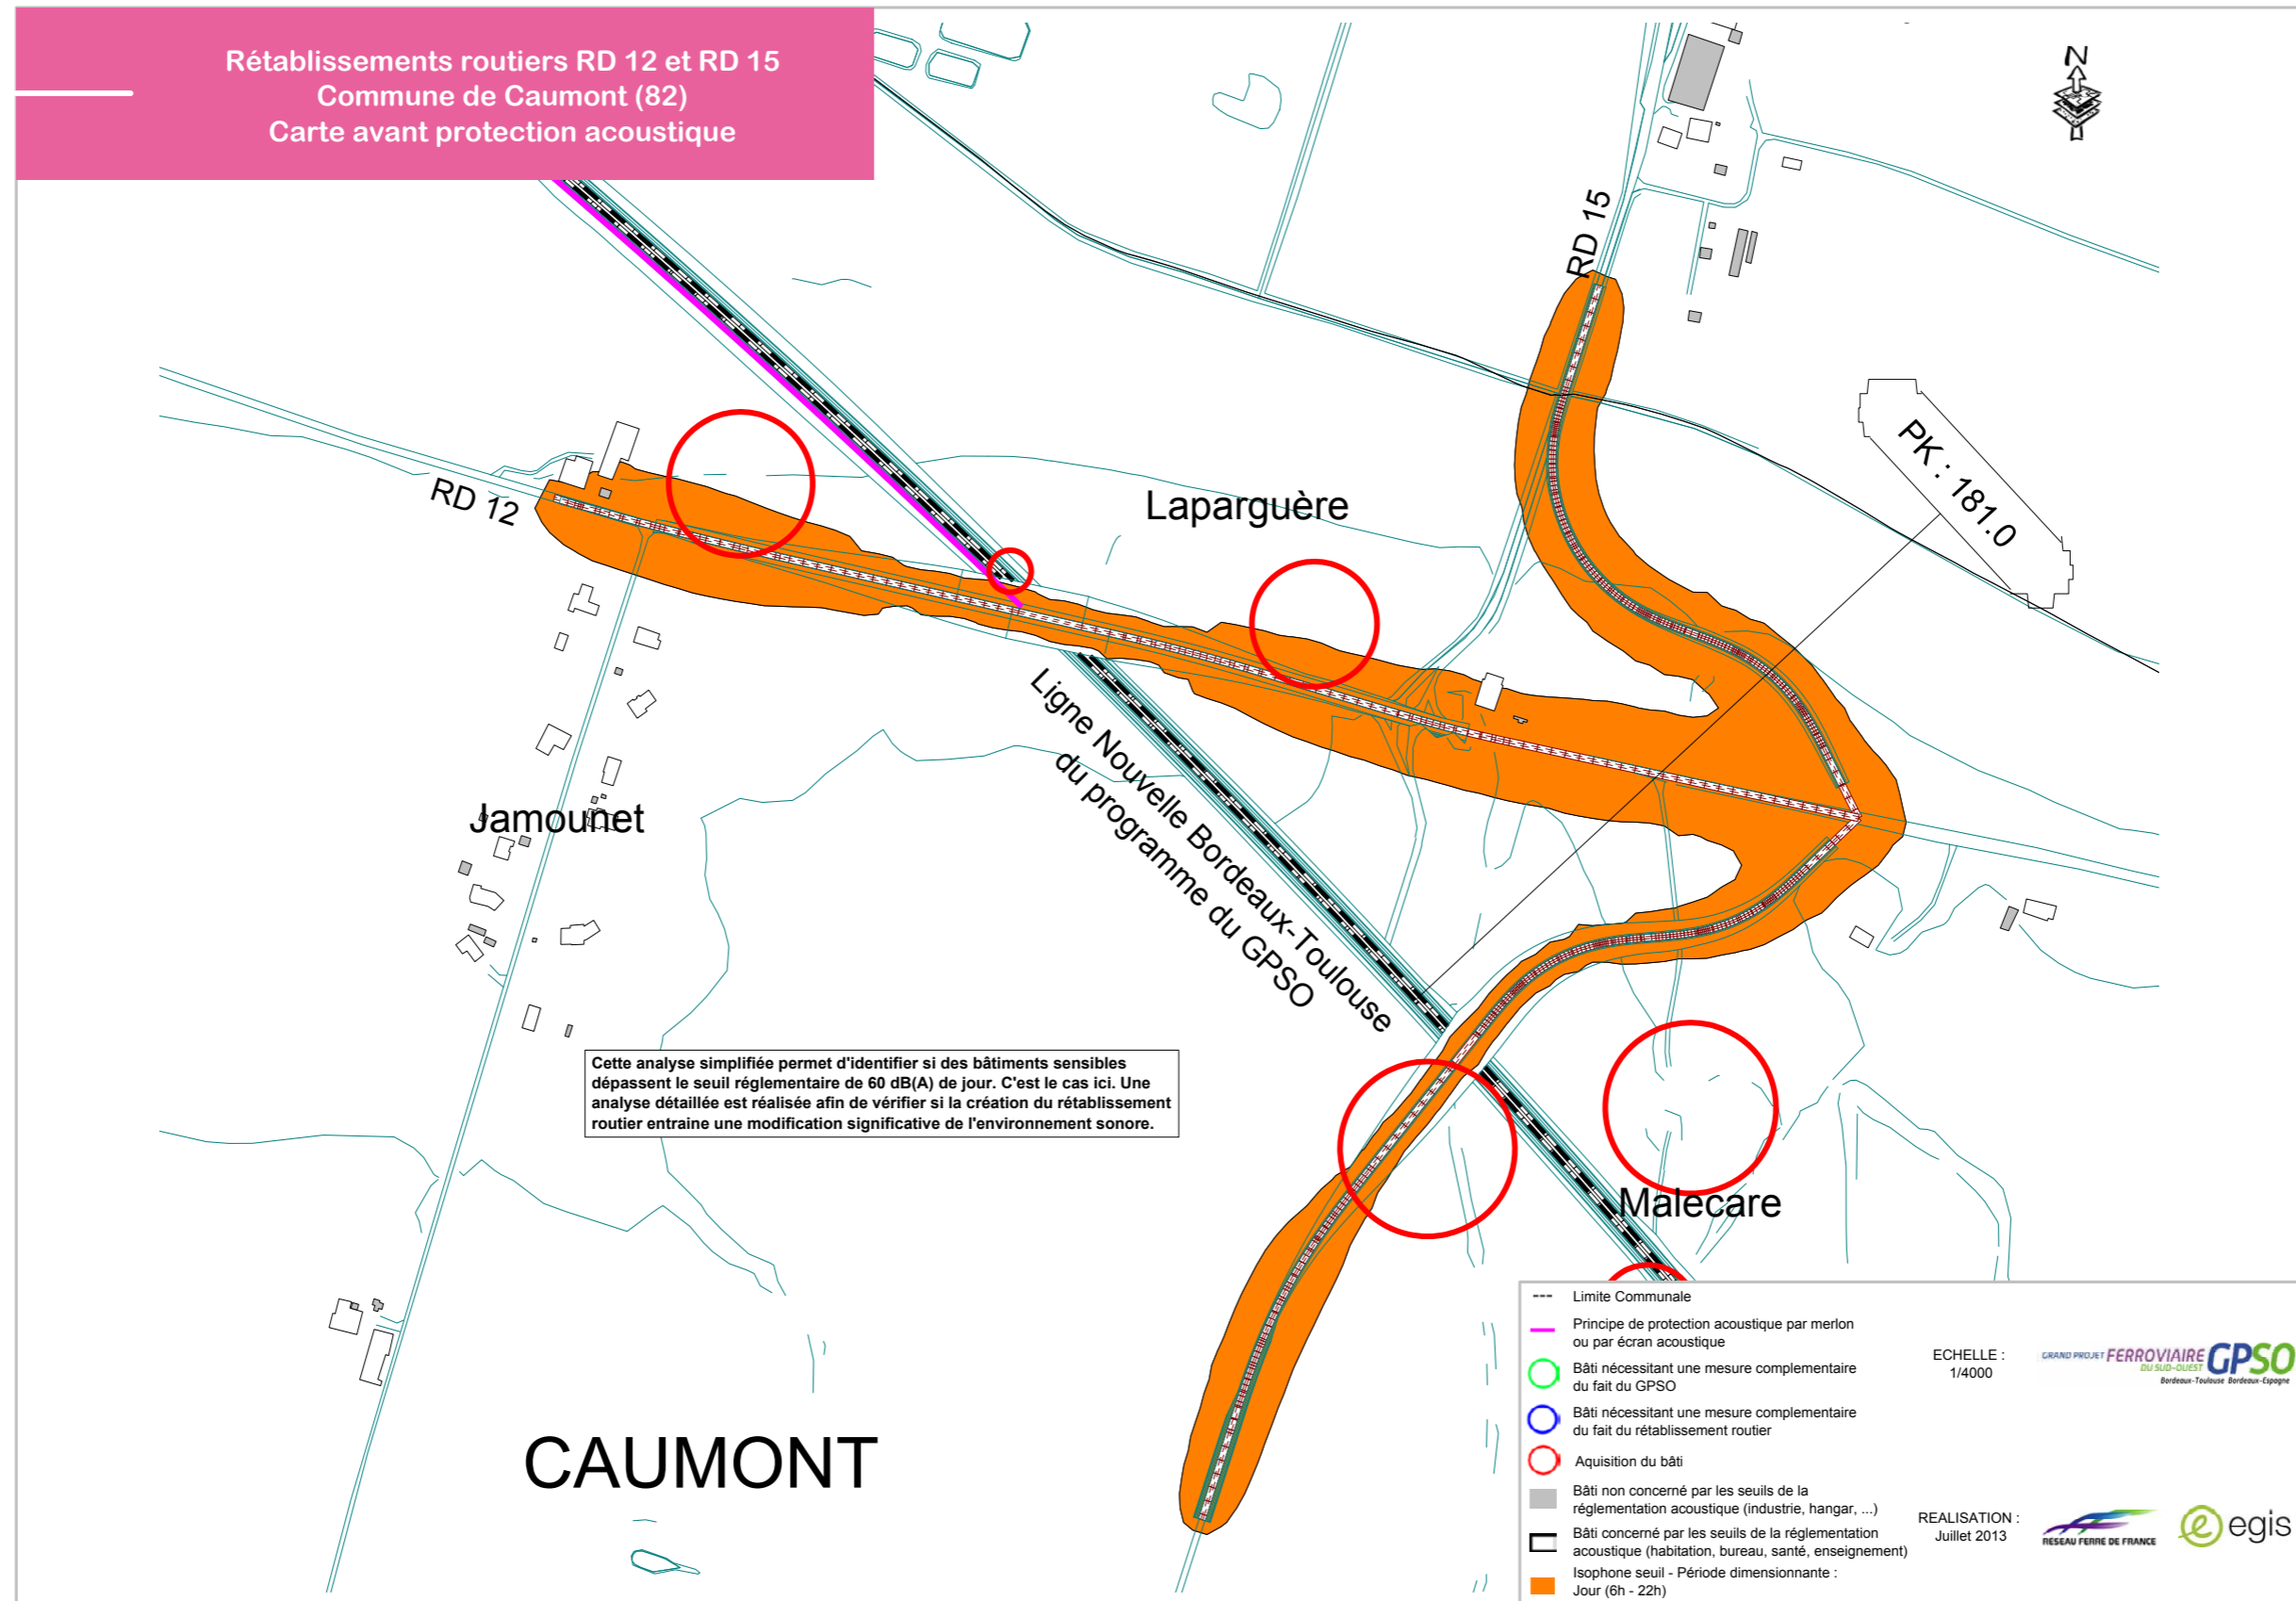 Rétablissements routiers RD 12 et RD 15
Commune de Caumont (82)
Carte avant protection acoustique
N
RD 15
PK : 181.0
RD 12
Laparguère
Ligne Nouvelle Bordeaux-Toulouse
du programme du GPSO
Jamounet
Cette analyse simplifiée permet d'identifier si des bâtiments sensibles
dépassent le seuil réglementaire de 60 dB(A) de jour. C'est le cas ici. Une
analyse détaillée est réalisée afin de vérifier si la création du rétablissement
routier entraine une modification significative de l'environnement sonore.
Malecare
CAUMONT
Limite Communale
Principe de protection acoustique par merlon
ou par écran acoustique
Bâti nécessitant une mesure complementaire
du fait du GPSO
Bâti nécessitant une mesure complementaire
du fait du rétablissement routier
Aquisition du bâti
Bâti non concerné par les seuils de la
réglementation acoustique (industrie, hangar, ...)
Bâti concerné par les seuils de la réglementation
acoustique (habitation, bureau, santé, enseignement)
Isophone seuil - Période dimensionnante :
Jour (6h - 22h)
ECHELLE :
1/4000
GRAND PROJET FERROVIAIRE
DU SUD-OUEST
GPSO
Bordeaux-Toulouse Bordeaux-Espagne
REALISATION :
Juillet 2013
RESEAU FERRE DE FRANCE
egis